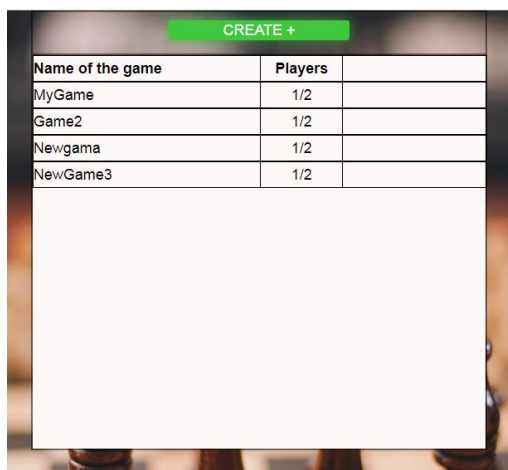 CREATE +
Name of the game Players
MyGame 1/2
Game2 1/2
Newgama 1/2
NewGame3 1/2